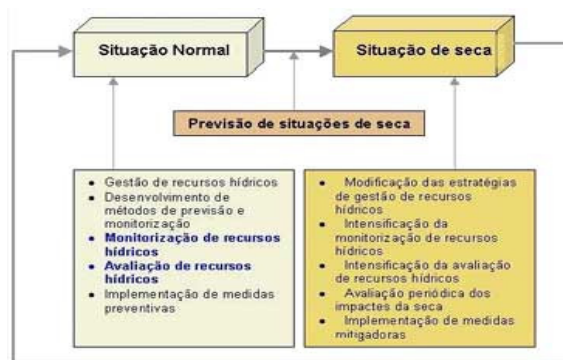 Situação Normal
Situação de seca
Previsão de situações de seca
• Gestão de recursos hídricos
• Desenvolvimento de
métodos de previsão e
monitorização
• Monitorização de recursos
hídricos
• Avaliação de recursos
hídricos
• Implementação de medidas
preventivas
• Modificação das estratégias
de gestão de recursos
hídricos
• Intensificação da
monitorização de recursos
hídricos
• Intensificação da avaliação
de recursos hídricos
• Avaliação periódica dos
impactes da seca
• Implementação de medidas
mitigadoras